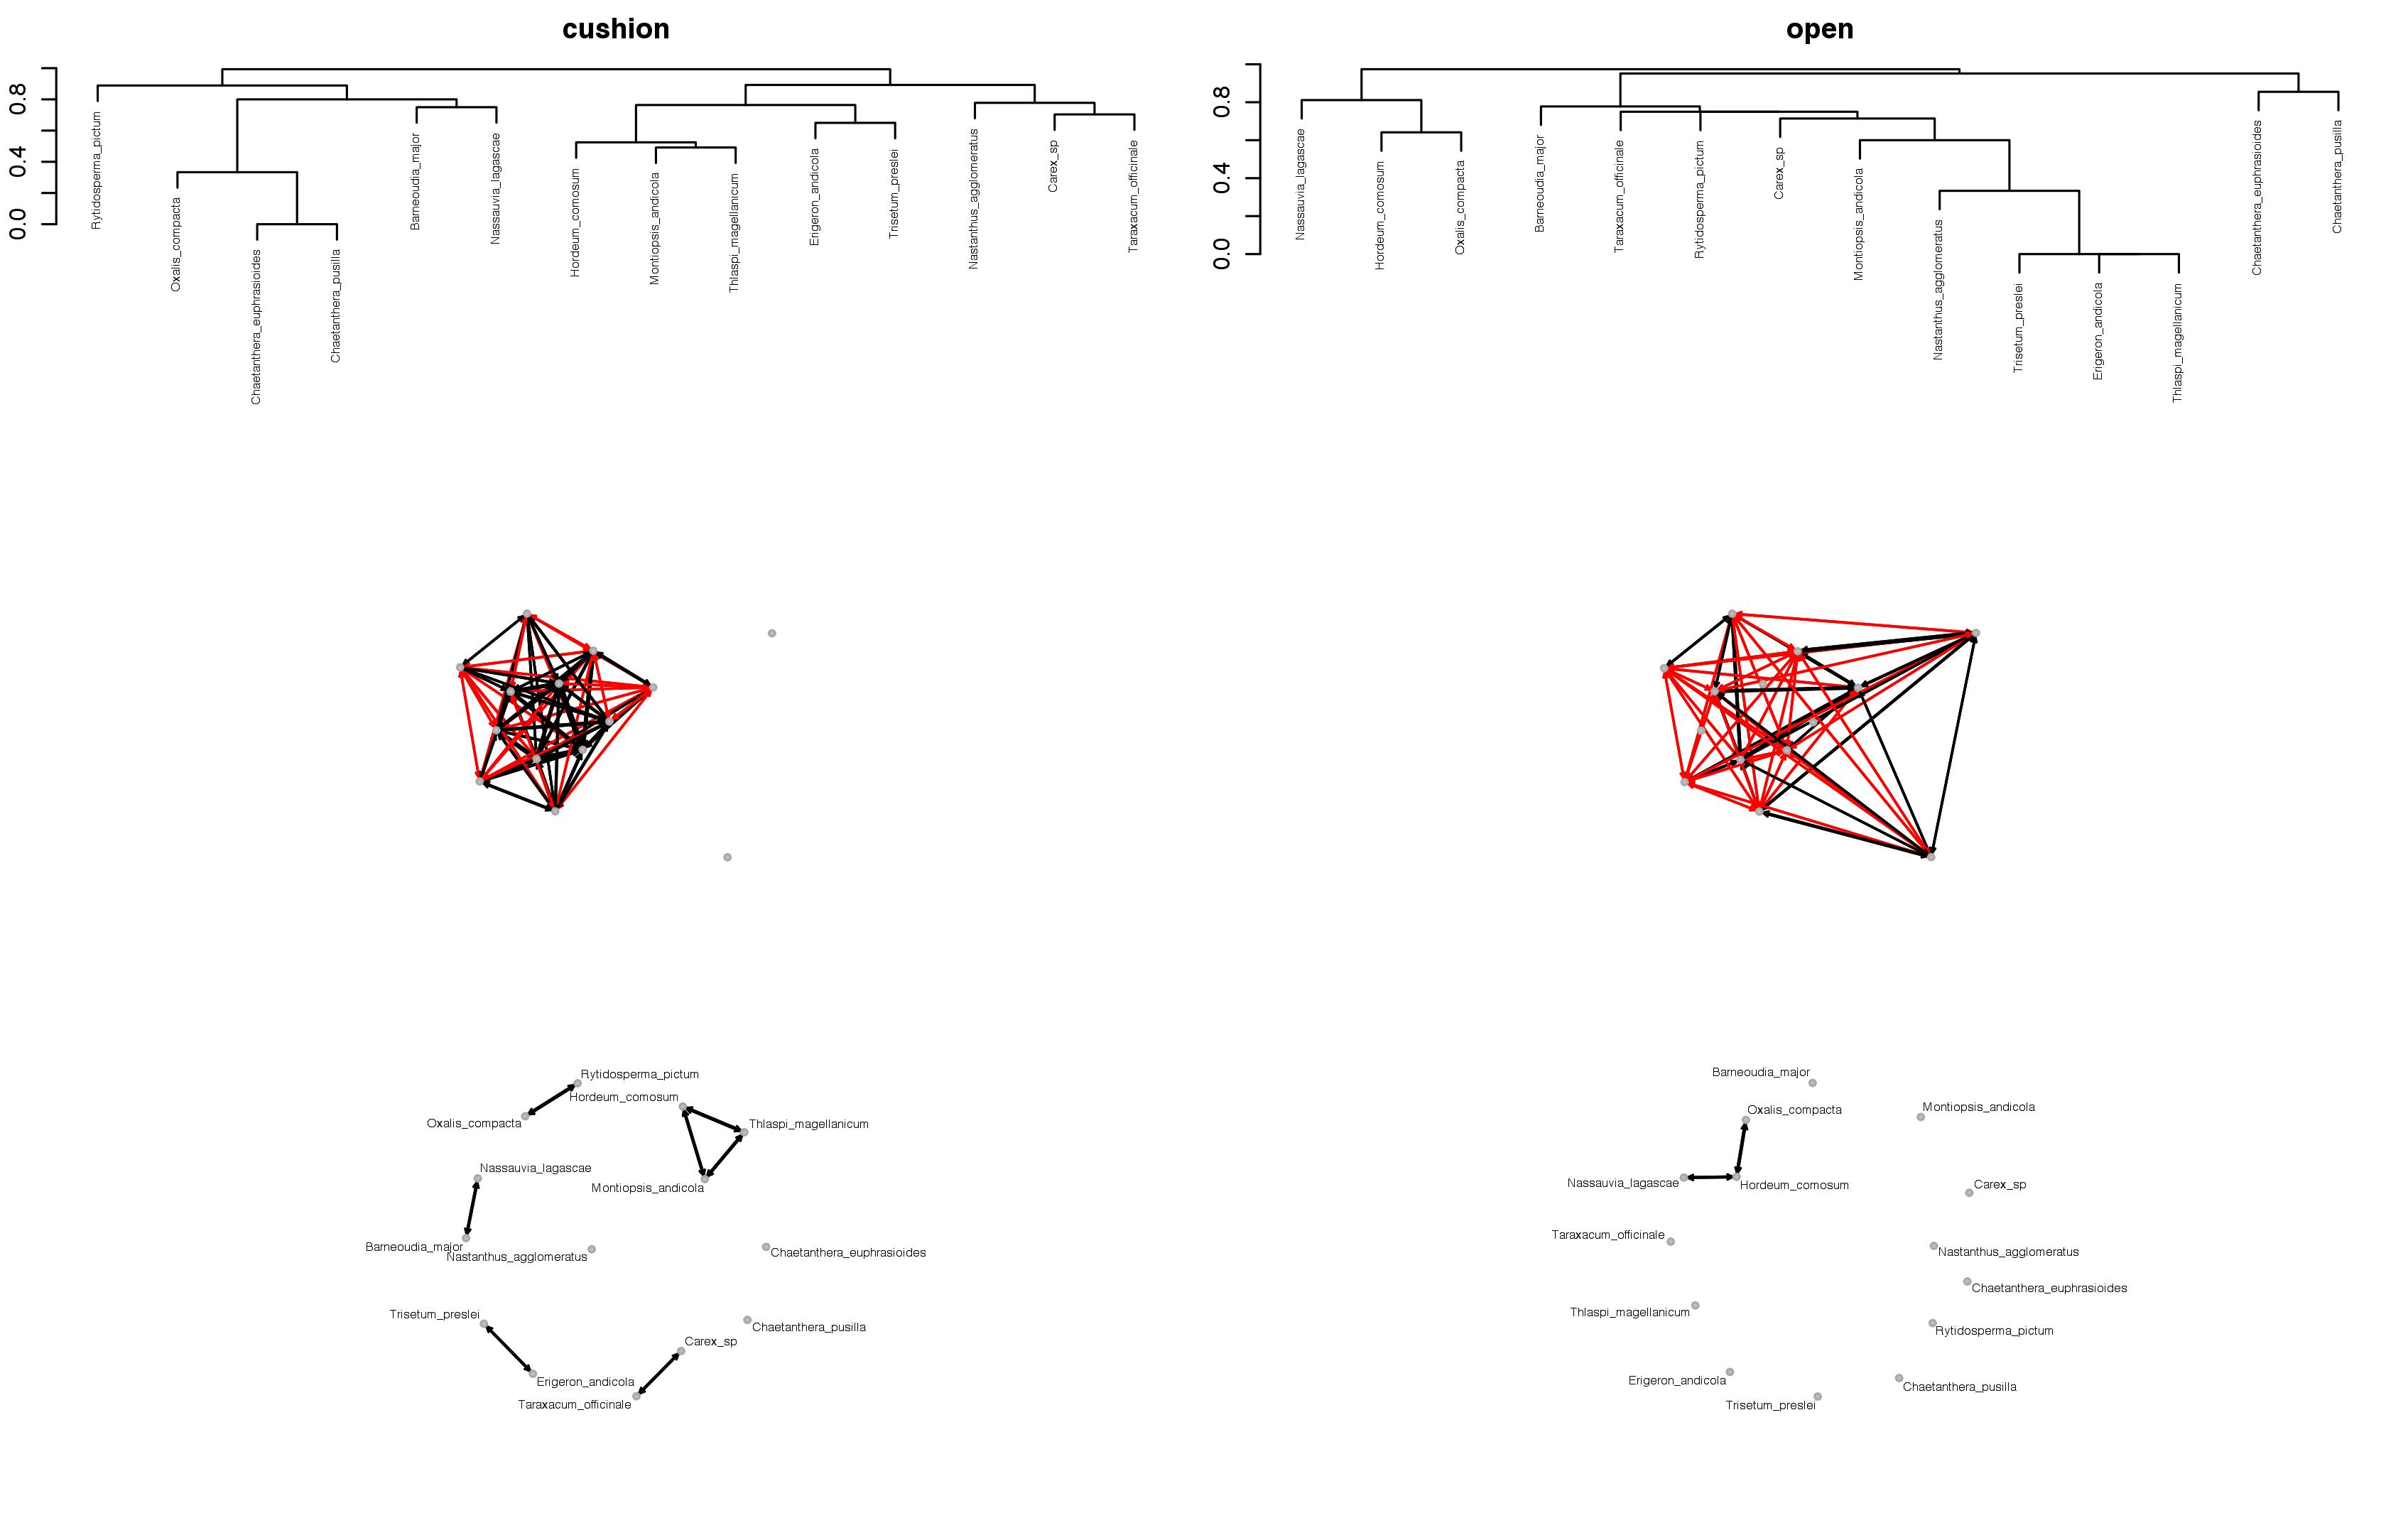 cushion
open
0.8
0.4
0.0
Rytidosperma_pictum
Oxalis_compacta
Chaetanthera_euphrasioides
Chaetanthera_pusilla
Barneoudia_major
Nassauvia_lagascae
Hordeum_comosum
Montiopsis_andicola
Thlaspi_magellanicum
Erigeron_andicola
Trisetum_preslei
Nastanthus_agglomeratus
Carex_sp
Taraxacum_officinale
0.8
0.4
0.0
Nassauvia_lagascae
Hordeum_comosum
Oxalis_compacta
Barneoudia_major
Taraxacum_officinale
Rytidosperma_pictum
Carex_sp
Montiopsis_andicola
Nastanthus_agglomeratus
Trisetum_preslei
Erigeron_andicola
Thlaspi_magellanicum
Chaetanthera_euphrasioides
Chaetanthera_pusilla
Rytidosperma_pictum
Hordeum_comosum
Oxalis_compacta
Thlaspi_magellanicum
Nassauvia_lagascae
Montiopsis_andicola
Barneoudia_major
Nastanthus_agglomeratus
Chaetanthera_euphrasioides
Trisetum_preslei
Chaetanthera_pusilla
Carex_sp
Erigeron_andicola
Taraxacum_officinale
Barneoudia_major
Montiopsis_andicola
Oxalis_compacta
Nassauvia_lagascae
Hordeum_comosum
Carex_sp
Taraxacum_officinale
Nastanthus_agglomeratus
Chaetanthera_euphrasioides
Thlaspi_magellanicum
Rytidosperma_pictum
Erigeron_andicola
Chaetanthera_pusilla
Trisetum_preslei